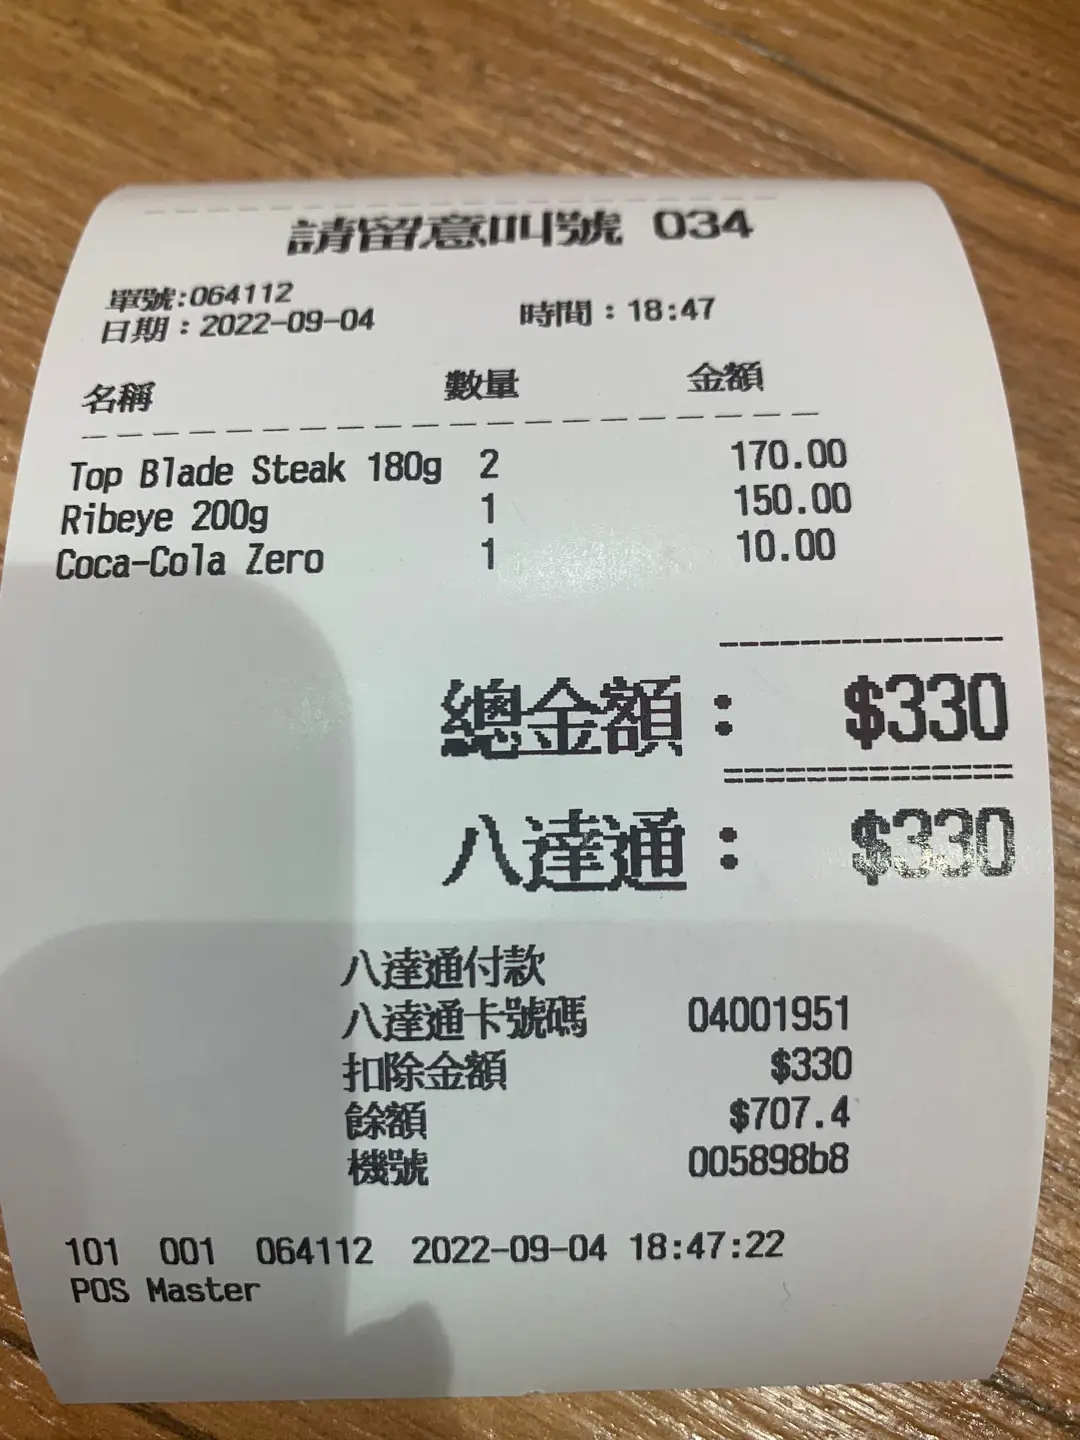 請留意叫號 034
單號:064112
日期：2022-09-04 時間：18:47
名稱 數量 金額
Top Blade Steak 180g 2 170.00
Ribeye 200g 1 150.00
Coca-Cola Zero 1 10.00
總金額： $330
八達通： $330
八達通付款
八達通卡號碼 04001951
扣除金額 $330
餘額 $707.4
機號 005898b8
101 001 064112 2022-09-04 18:47:22
POS Master